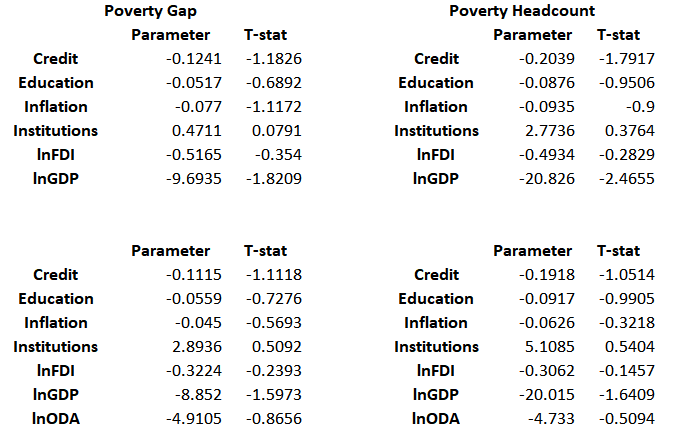 Poverty Gap Poverty Headcount
Parameter T-stat Parameter T-stat
Credit -0.1241 -1.1826 Credit -0.2039 -1.7917
Education -0.0517 -0.6892 Education -0.0876 -0.9506
Inflation -0.077 -1.1172 Inflation -0.0935 -0.9
Institutions 0.4711 0.0791 Institutions 2.7736 0.3764
lnFDI -0.5165 -0.354 lnFDI -0.4934 -0.2829
lnGDP -9.6935 -1.8209 lnGDP -20.826 -2.4655
Parameter T-stat Parameter T-stat
Credit -0.1115 -1.1118 Credit -0.1918 -1.0514
Education -0.0559 -0.7276 Education -0.0917 -0.9905
Inflation -0.045 -0.5693 Inflation -0.0626 -0.3218
Institutions 2.8936 0.5092 Institutions 5.1085 0.5404
lnFDI -0.3224 -0.2393 lnFDI -0.3062 -0.1457
lnGDP -8.852 -1.5973 lnGDP -20.015 -1.6409
lnODA -4.9105 -0.8656 lnODA -4.733 -0.5094